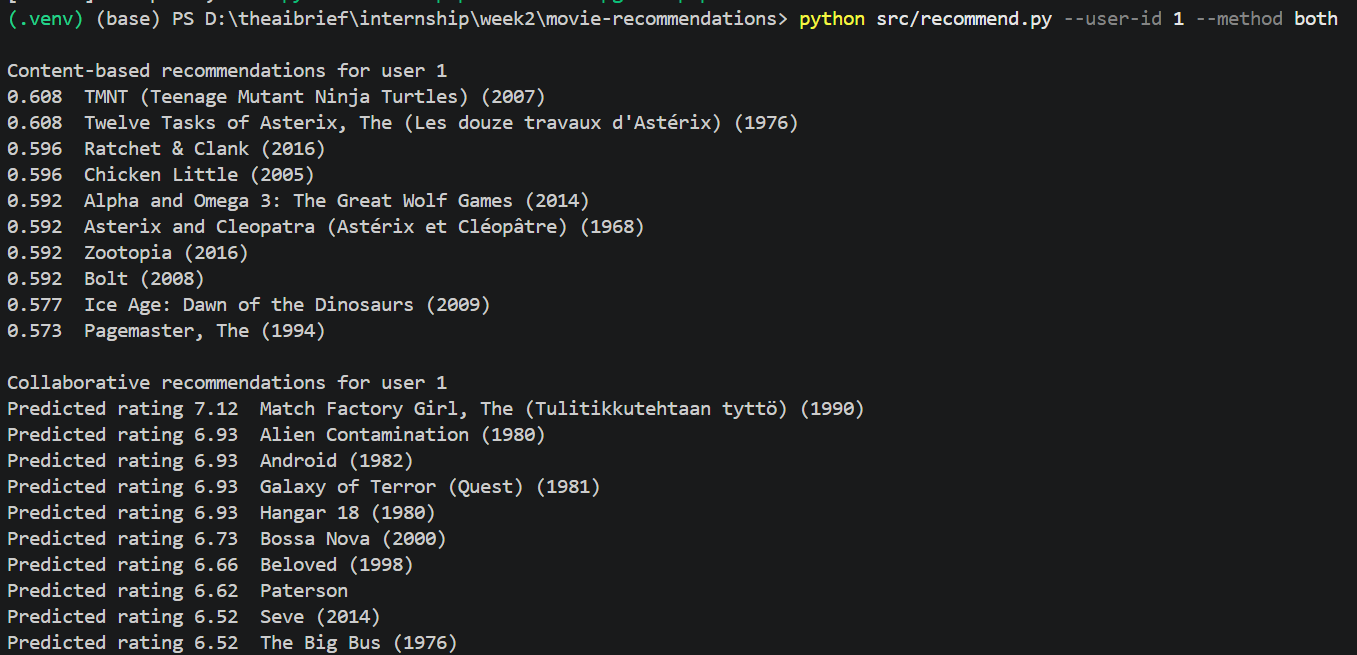 (.venv) (base) PS D:\theaibrief\internship\week2\movie-recommendations> python src/recommend.py --user-id 1 --method both
Content-based recommendations for user 1
0.608 TMNT (Teenage Mutant Ninja Turtles) (2007)
0.608 Twelve Tasks of Asterix, The (Les douze travaux d'Astérix) (1976)
0.596 Ratchet & Clank (2016)
0.596 Chicken Little (2005)
0.592 Alpha and Omega 3: The Great Wolf Games (2014)
0.592 Asterix and Cleopatra (Astérix et Cléopâtre) (1968)
0.592 Zootopia (2016)
0.592 Bolt (2008)
0.577 Ice Age: Dawn of the Dinosaurs (2009)
0.573 Pagemaster, The (1994)
Collaborative recommendations for user 1
Predicted rating 7.12 Match Factory Girl, The (Tulitikkutehtaan tyttö) (1990)
Predicted rating 6.93 Alien Contamination (1980)
Predicted rating 6.93 Android (1982)
Predicted rating 6.93 Galaxy of Terror (Quest) (1981)
Predicted rating 6.93 Hangar 18 (1980)
Predicted rating 6.73 Bossa Nova (2000)
Predicted rating 6.66 Beloved (1998)
Predicted rating 6.62 Paterson
Predicted rating 6.52 Seve (2014)
Predicted rating 6.52 The Big Bus (1976)